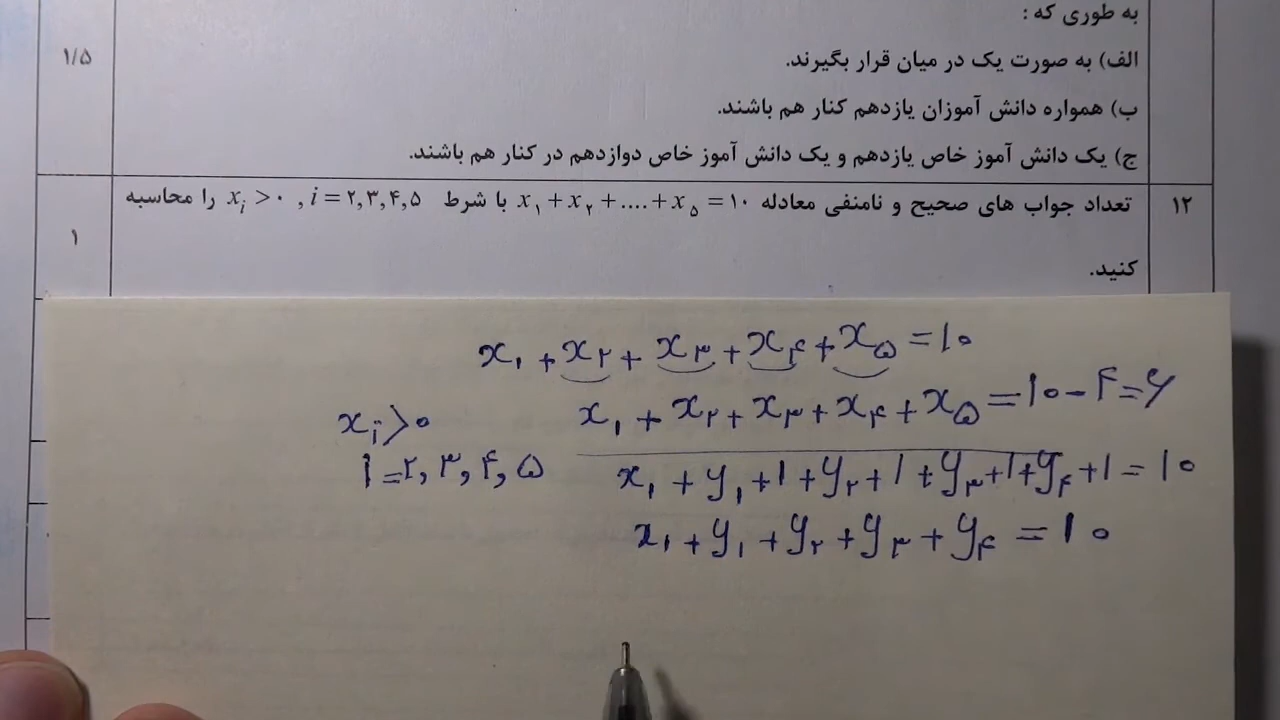 به طوری که :
الف) به صورت یک در میان قرار بگیرند.
۱/۵
ب) همواره دانش آموزان یازدهم کنار هم باشند.
ج) یک دانش آموز خاص یازدهم و یک دانش آموز خاص دوازدهم در کنار هم باشند.
۱۲
تعداد جواب های صحیح و نامنفی معادله x₁+x₂+....+x₅=۱۰ با شرط xᵢ>۰ , i=۲,۳,۴,۵ را محاسبه
۱
کنید.
x₁+x₂+x₃+x₄+x₅=۱۰
x₁+x₂+x₃+x₄+x₅=۱۰-۴=۶
xᵢ>۰
i=۲,۳,۴,۵
x₁+y₁+۱+y₂+۱+y₃+۱+y₄+۱=۱۰
x₁+y₁+y₂+y₃+y₄=۱۰